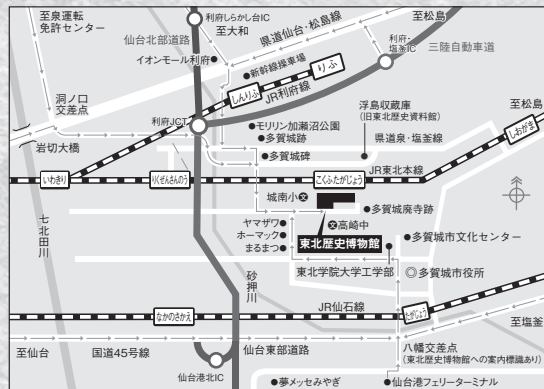 至泉運転
免許センター
利府しらかし台IC
至大和
至松島
仙台北部道路
県道仙台・松島線
利府・
塩釜IC
三陸自動車道
イオンモール利府
新幹線操車場
りふ
しんりふ
JR利府線
洞ノ口
交差点
利府JCT
岩切大橋
モリリン加瀬沼公園
多賀城跡
多賀城碑
浮島収蔵庫
(旧東北歴史資料館)
県道泉・塩釜線
至松島
しおがま
JR東北本線
いわきり
りくぜんさんのう
こくふたがじょう
城南小
文
多賀城廃寺跡
文
高崎中
ヤマザワ
ホーマック
まるまつ
東北歴史博物館
多賀城市文化センター
東北学院大学工学部
多賀城市役所
七北田川
砂押川
JR仙石線
なかのさかえ
たがじょう
至塩釜
至仙台
国道45号線
仙台東部道路
八幡交差点
(東北歴史博物館への案内標識あり)
仙台港北IC
夢メッセみやぎ
仙台港フェリーターミナル